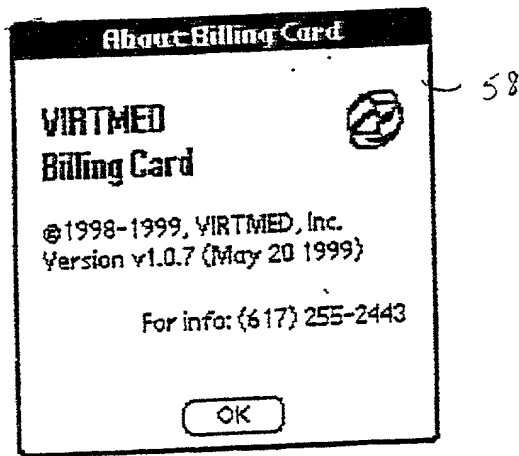 About Billing Card
58
VIRTMED
Billing Card
©1998-1999, VIRTMED, Inc.
Version v1.0.7 (May 20 1999)
For info: (617) 255-2443
OK